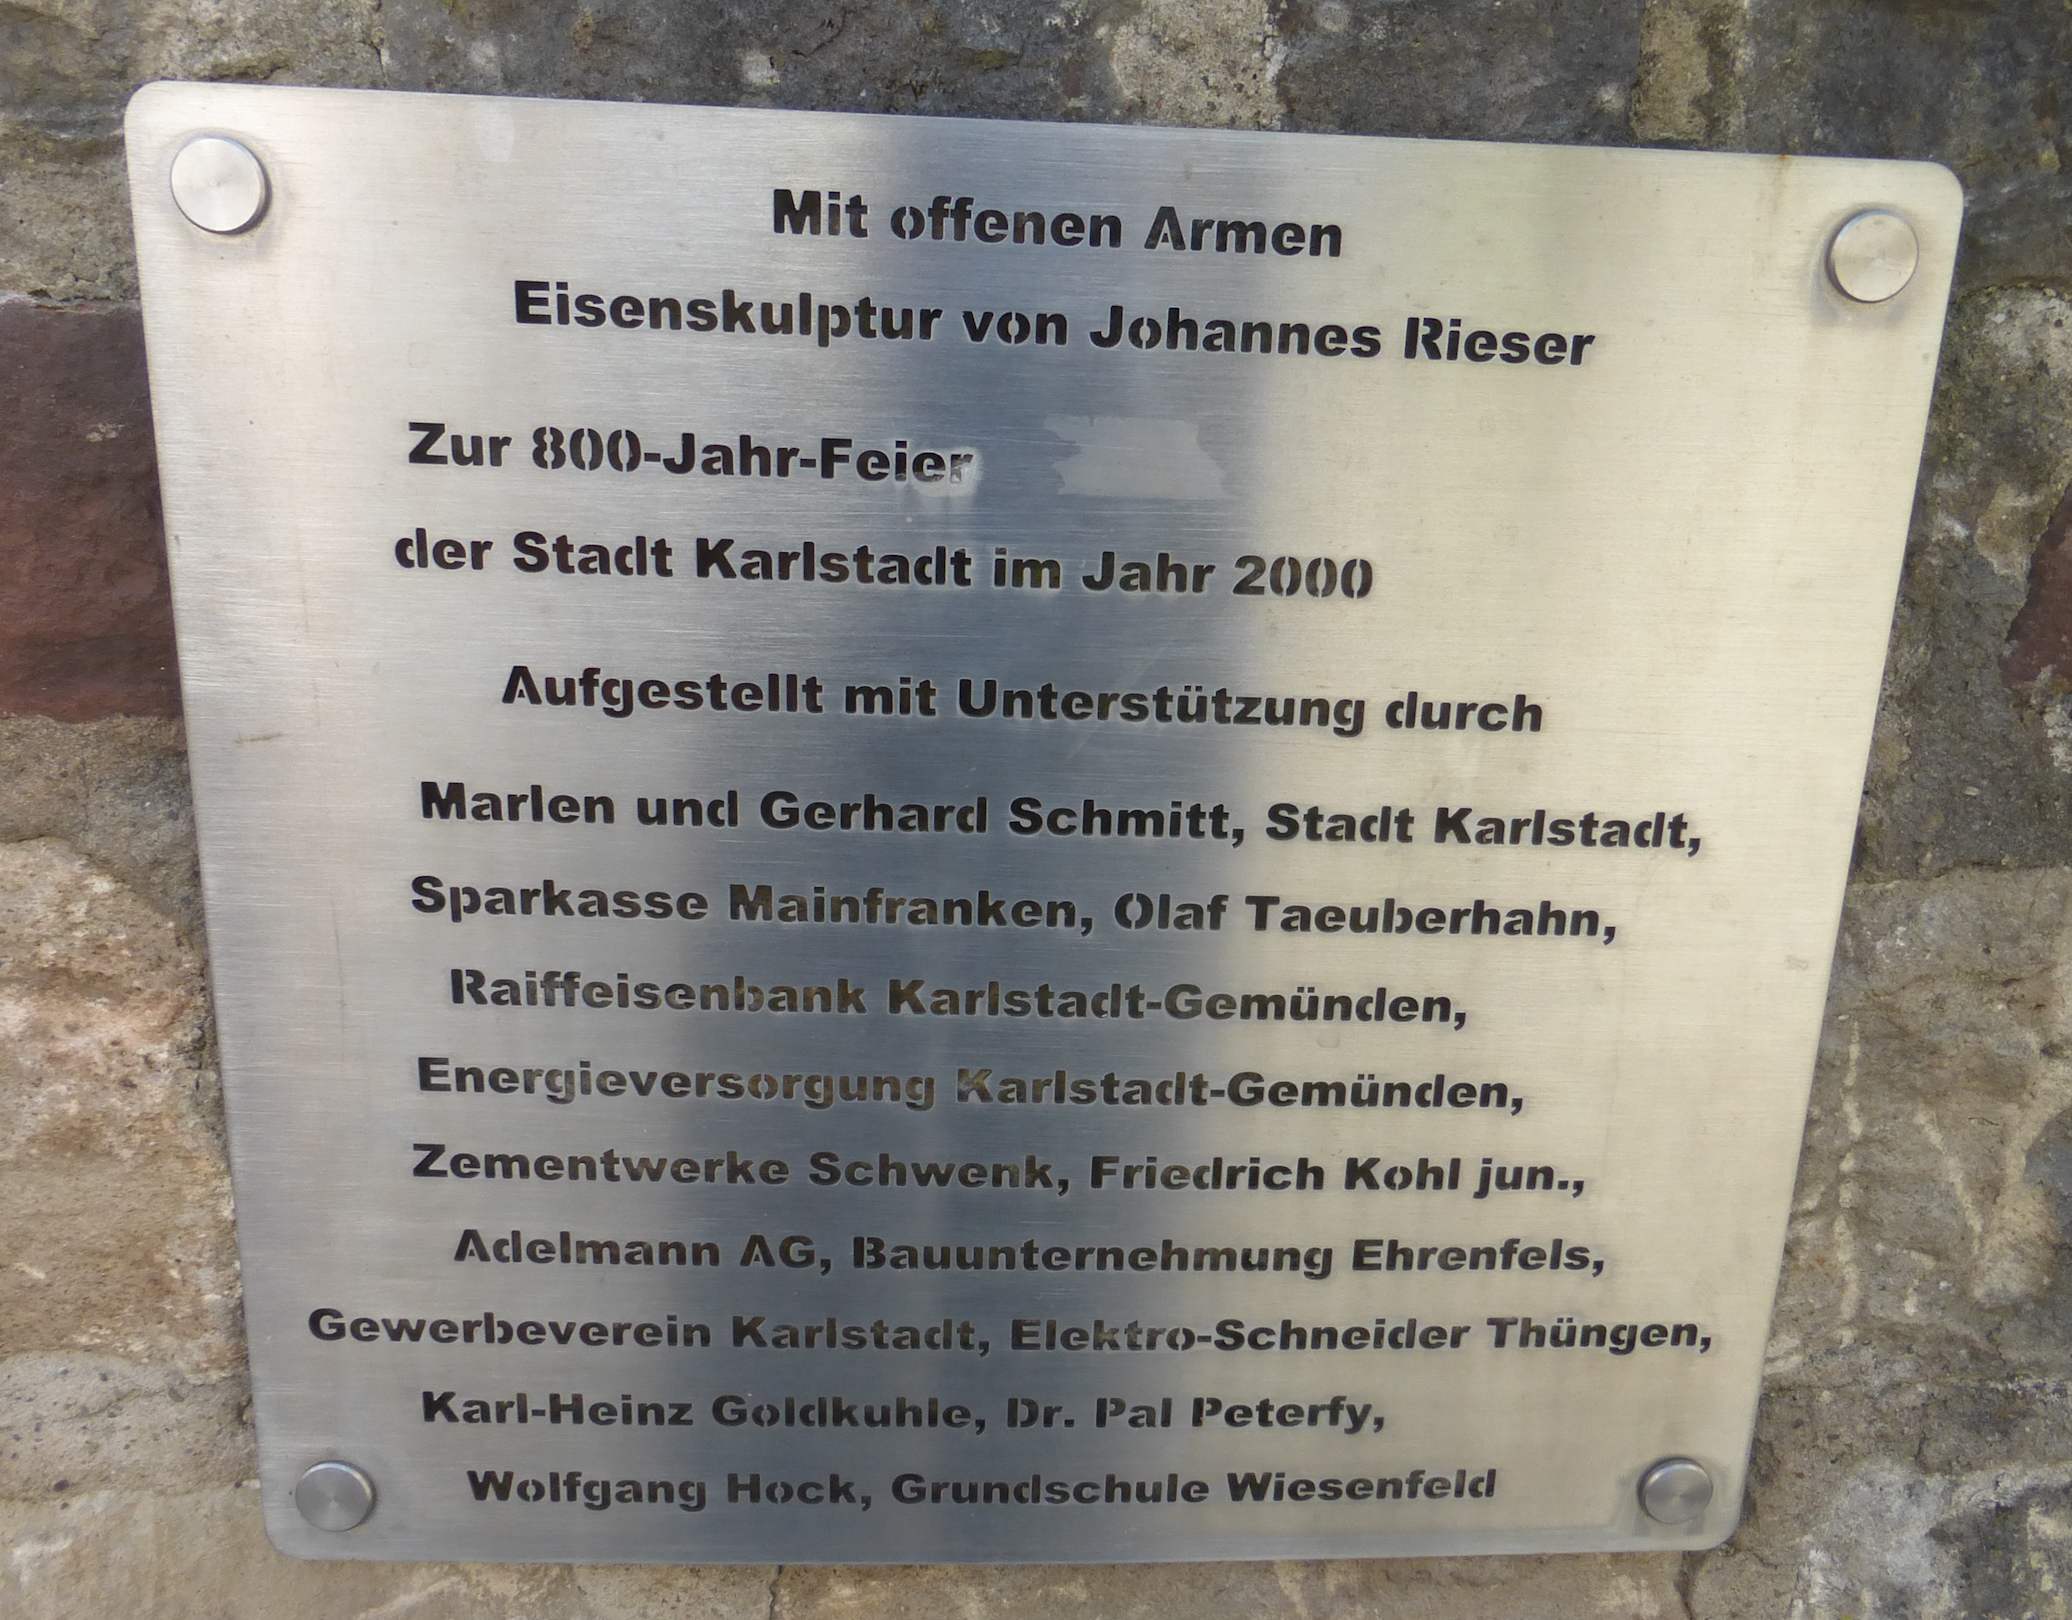 Mit offenen Armen
Eisenskulptur von Johannes Rieser
Zur 800-Jahr-Feier
der Stadt Karlstadt im Jahr 2000
Aufgestellt mit Unterstützung durch
Marlen und Gerhard Schmitt, Stadt Karlstadt,
Sparkasse Mainfranken, Olaf Taeuberhahn,
Raiffeisenbank Karlstadt-Gemünden,
Energieversorgung Karlstadt-Gemünden,
Zementwerke Schwenk, Friedrich Kohl jun.,
Adelmann AG, Bauunternehmung Ehrenfels,
Gewerbeverein Karlstadt, Elektro-Schneider Thüngen,
Karl-Heinz Goldkuhle, Dr. Pal Peterfy,
Wolfgang Hock, Grundschule Wiesenfeld